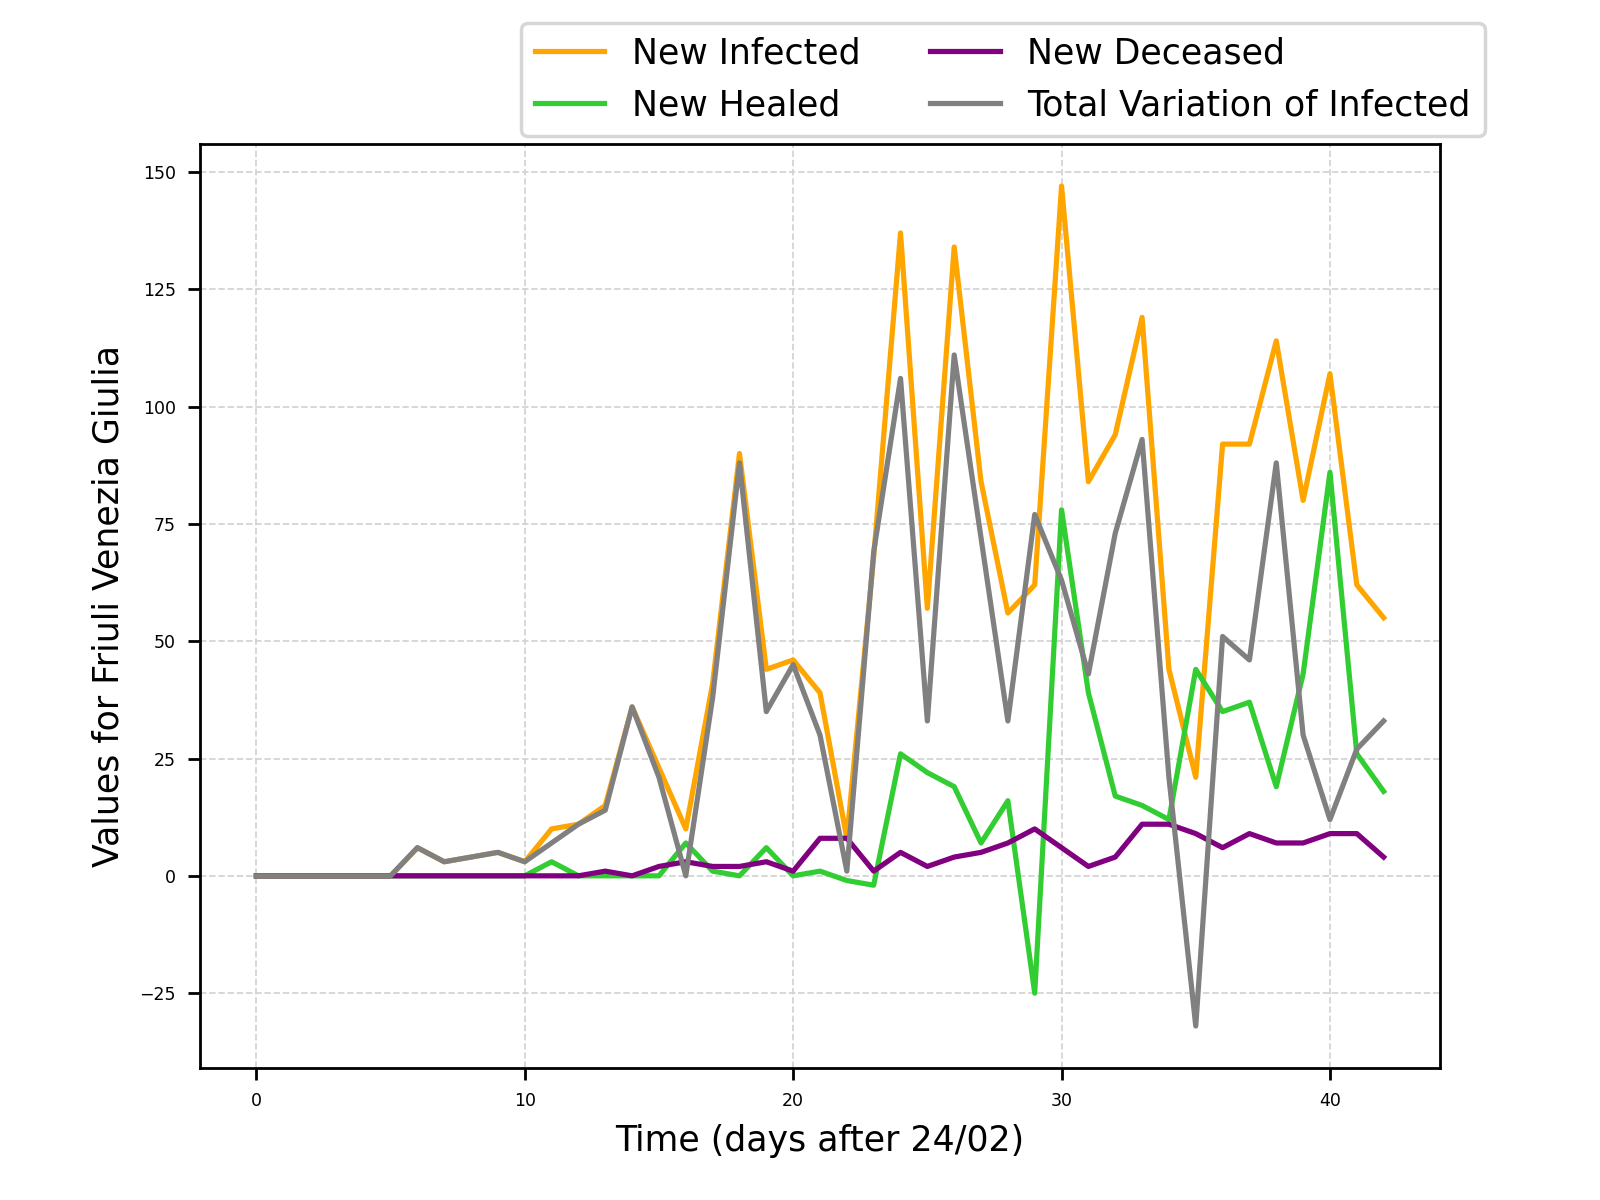 New Infected
New Healed
New Deceased
Total Variation of Infected
Values for Friuli Venezia Giulia
150
125
100
75
50
25
0
−25
0 10 20 30 40
Time (days after 24/02)